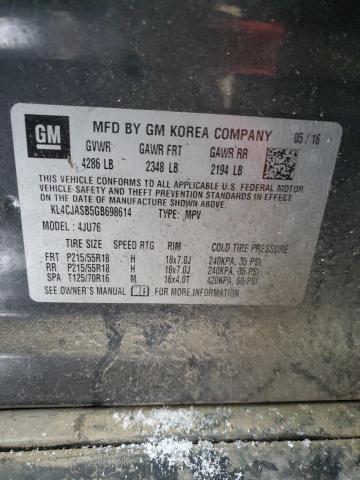 GM MFD BY GM KOREA COMPANY 05/16
GVWR GAWR FRT GAWR RR
4286 LB 2348 LB 2194 LB
THIS VEHICLE CONFORMS TO ALL APPLICABLE U.S. FEDERAL MOTOR
VEHICLE-SAFETY AND THEFT PREVENTION STANDARDS IN EFFECT ON
THE DATE OF MANUFACTURE SHOWN ABOVE.
KL4CJASB5GB698614 TYPE: MPV
MODEL: 4JU76
TIRE SIZE SPEED RTG RIM COLD TIRE PRESSURE
FRT P215/55R18 H 18x7.0J 240KPA, 35 PSI
RR P215/55R18 H 18x7.0J 240KPA, 35 PSI
SPA T125/70R16 M 16x4.0T 420KPA, 60 PSI
SEE OWNER'S MANUAL FOR MORE INFORMATION.